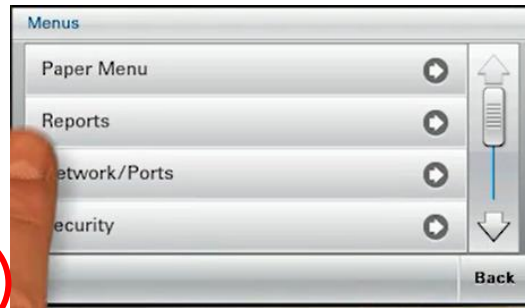 Menus
Paper Menu
Reports
etwork/Ports
ecurity
Back